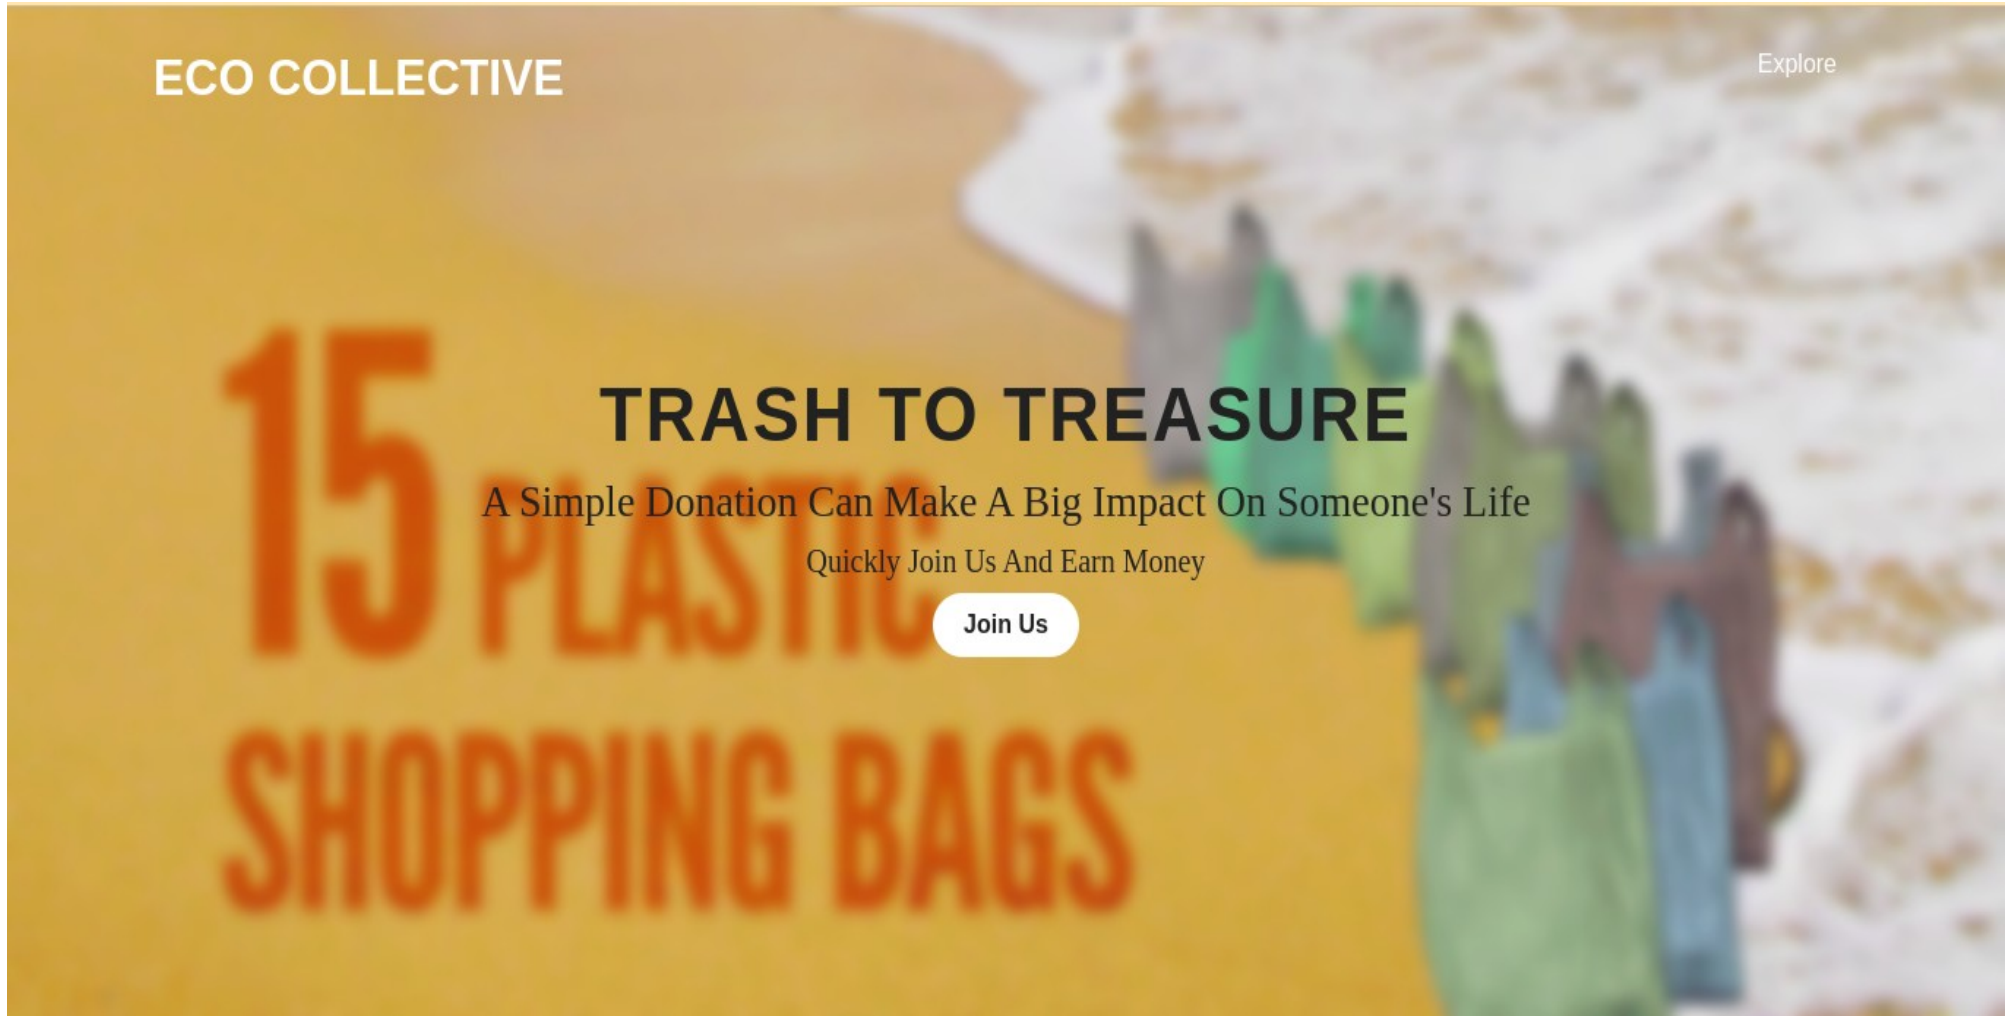 ECO COLLECTIVE
Explore
TRASH TO TREASURE
A Simple Donation Can Make A Big Impact On Someone's Life
Quickly Join Us And Earn Money
Join Us
15 PLASTIC
SHOPPING BAGS